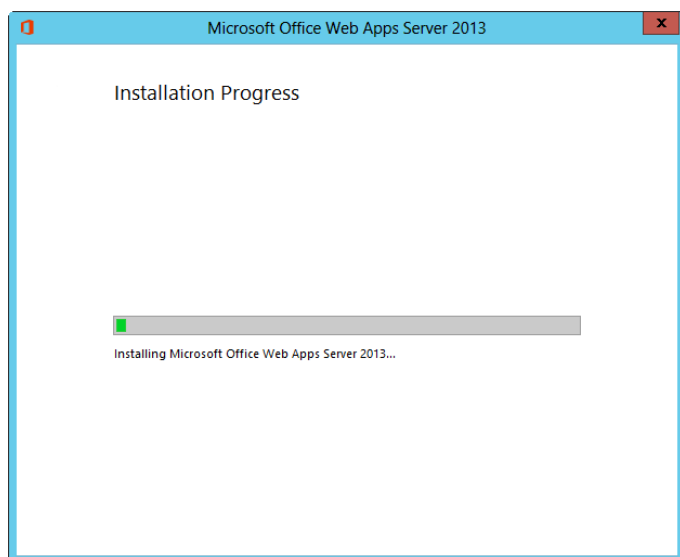 Microsoft Office Web Apps Server 2013
x
Installation Progress
Installing Microsoft Office Web Apps Server 2013...